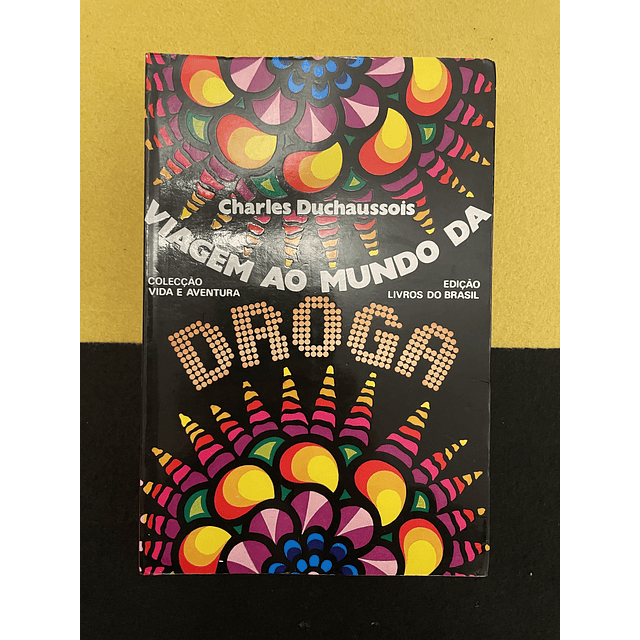 Charles Duchaussois
VIAGEM AO MUNDO DA
DROGA
COLECÇÃO
VIDA E AVENTURA
EDIÇÃO
LIVROS DO BRASIL